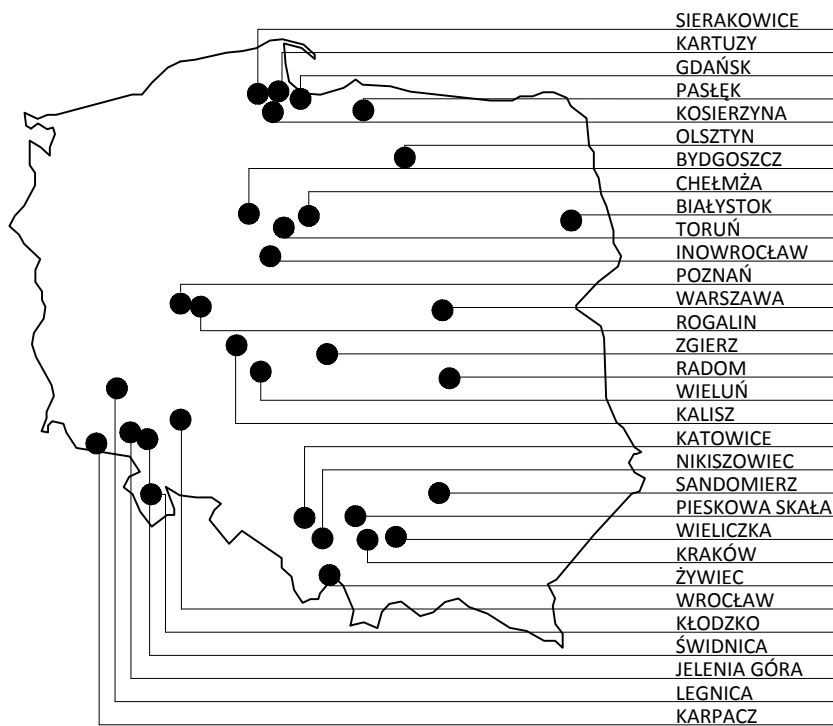 SIERAKOWICE
KARTUZY
GDAŃSK
PASŁĘK
KOSIERZYNA
OLSZTYN
BYDGOSZCZ
CHEŁMŻA
BIAŁYSTOK
TORUŃ
INOWROCŁAW
POZNAŃ
WARSZAWA
ROGALIN
ZGIERZ
RADOM
WIELUŃ
KALISZ
KATOWICE
NIKISZOWIEC
SANDOMIERZ
PIESKOWA SKAŁA
WIELICZKA
KRAKÓW
ŻYWIEC
WROCŁAW
KŁODZKO
ŚWIDNICA
JELENIA GÓRA
LEGNICA
KARPACZ